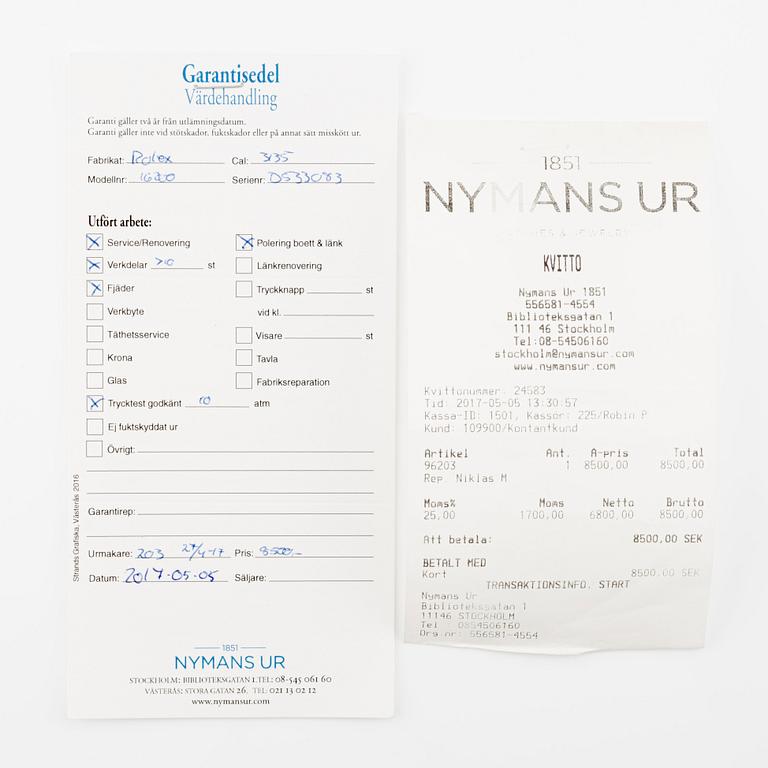 Garantisedel
Värdehandling
Garanti gäller två år från utlämningsdatum.
Garanti gäller inte vid stötskador, fuktskador eller på annat sätt misskött ur.
Fabrikat: Rolex Cal: 3135
Modellnr: 16200 Serienr: D533083
Utfört arbete:
Service/Renovering Polering boett & länk
Verkdelar >10 st Länkrenovering
Fjäder Tryckknapp st
Verkbyte vid kl.
Täthetsservice Visare st
Krona Tavla
Glas Fabriksreparation
Trycktest godkänt 10 atm
Ej fuktskyddat ur
Övrigt:
Garantirep:
Urmakare: 203 27/4-17 Pris: 8500,-
Datum: 2017-05-05 Säljare:
Strands Grafiska, Västerås 2016
1851
NYMANS UR
STOCKHOLM: BIBLIOTEKSGATAN 1. TEL: 08-545 061 60
VÄSTERÅS: STORA GATAN 26. TEL: 021 13 02 12
www.nymansur.com
1851
NYMANS UR
& JEWELRY
KVITTO
Nymans Ur 1851
556581-4554
Biblioteksgatan 1
111 46 Stockholm
Tel:08-54506160
stockholm@nymansur.com
www.nymansur.com
Kvittonummer: 24583
Tid: 2017-05-05 13:30:57
Kassa-ID: 1501, Kassör: 225/Robin P
Kund: 109900/Kontantkund
Artikel Ant. A-pris Total
96203 1 8500,00 8500,00
Rep. Niklas M
Moms% Moms Netto Brutto
25,00 1700,00 6800,00 8500,00
Att betala: 8500,00 SEK
BETALT MED
Kort 8500,00 SEK
TRANSAKTIONSINFO. START
Nymans Ur
Biblioteksgatan 1
11146 STOCKHOLM
Tel : 0854506160
Org.nr: 556581-4554